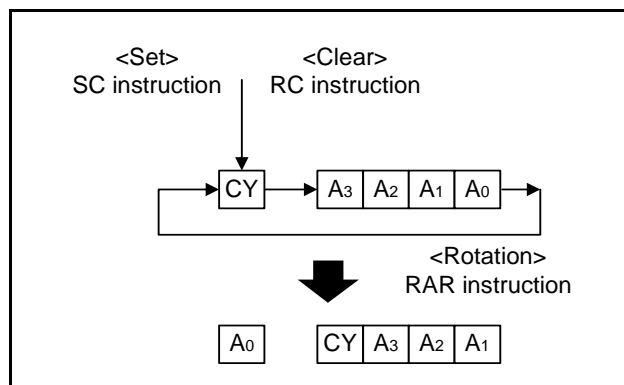 <Set> <Clear>
SC instruction RC instruction
CY A3 A2 A1 A0
<Rotation>
RAR instruction
A0 CY A3 A2 A1